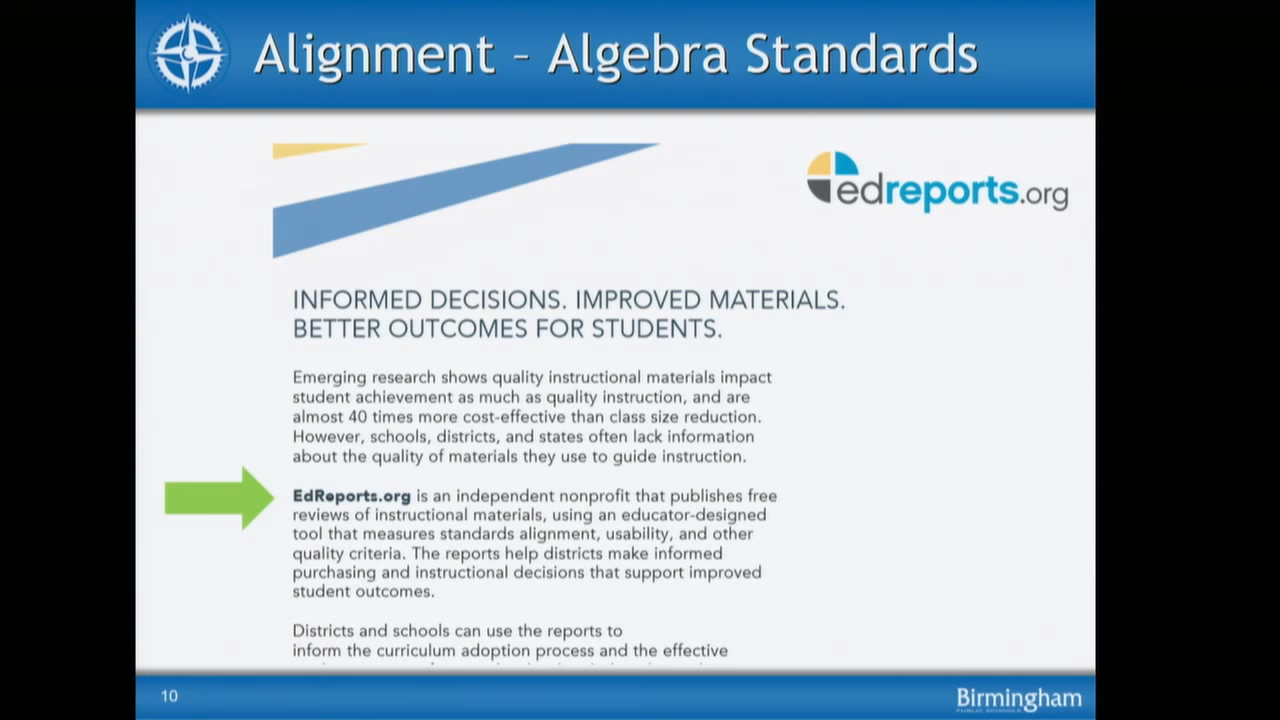 Alignment – Algebra Standards
edreports.org
INFORMED DECISIONS. IMPROVED MATERIALS.
BETTER OUTCOMES FOR STUDENTS.
Emerging research shows quality instructional materials impact
student achievement as much as quality instruction, and are
almost 40 times more cost-effective than class size reduction.
However, schools, districts, and states often lack information
about the quality of materials they use to guide instruction.
EdReports.org is an independent nonprofit that publishes free
reviews of instructional materials, using an educator-designed
tool that measures standards alignment, usability, and other
quality criteria. The reports help districts make informed
purchasing and instructional decisions that support improved
student outcomes.
Districts and schools can use the reports to
inform the curriculum adoption process and the effective
10
Birmingham
PUBLIC SCHOOLS